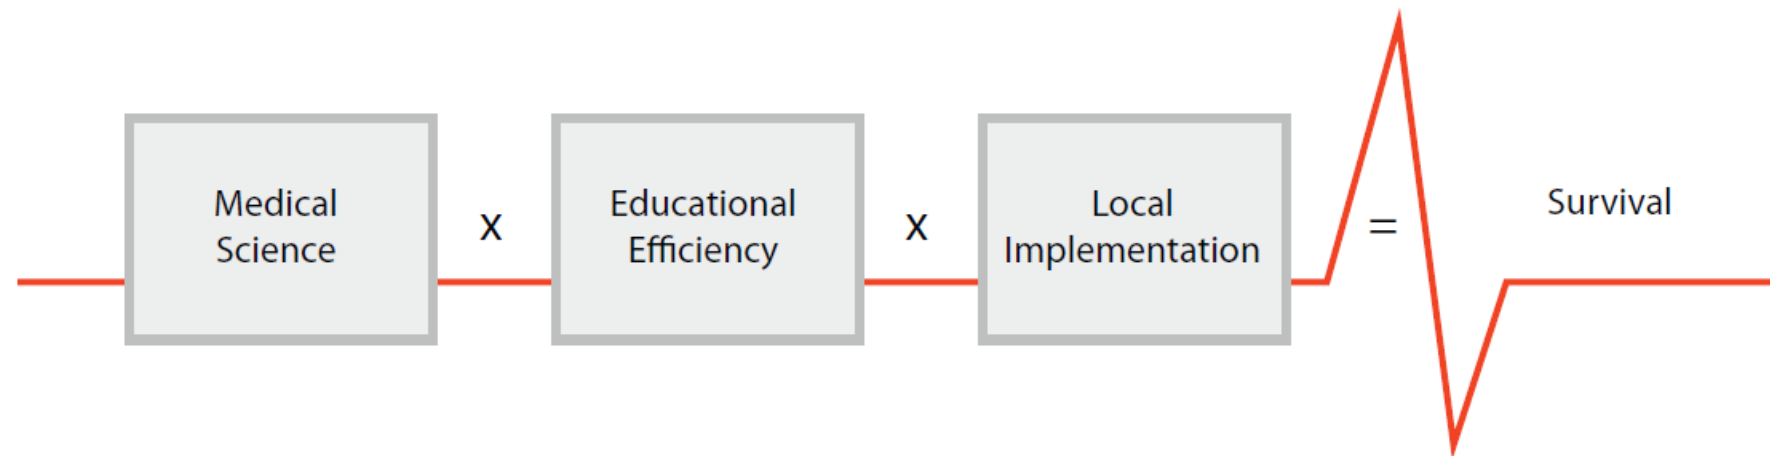 Medical
Science
x
Educational
Efficiency
x
Local
Implementation
=
Survival